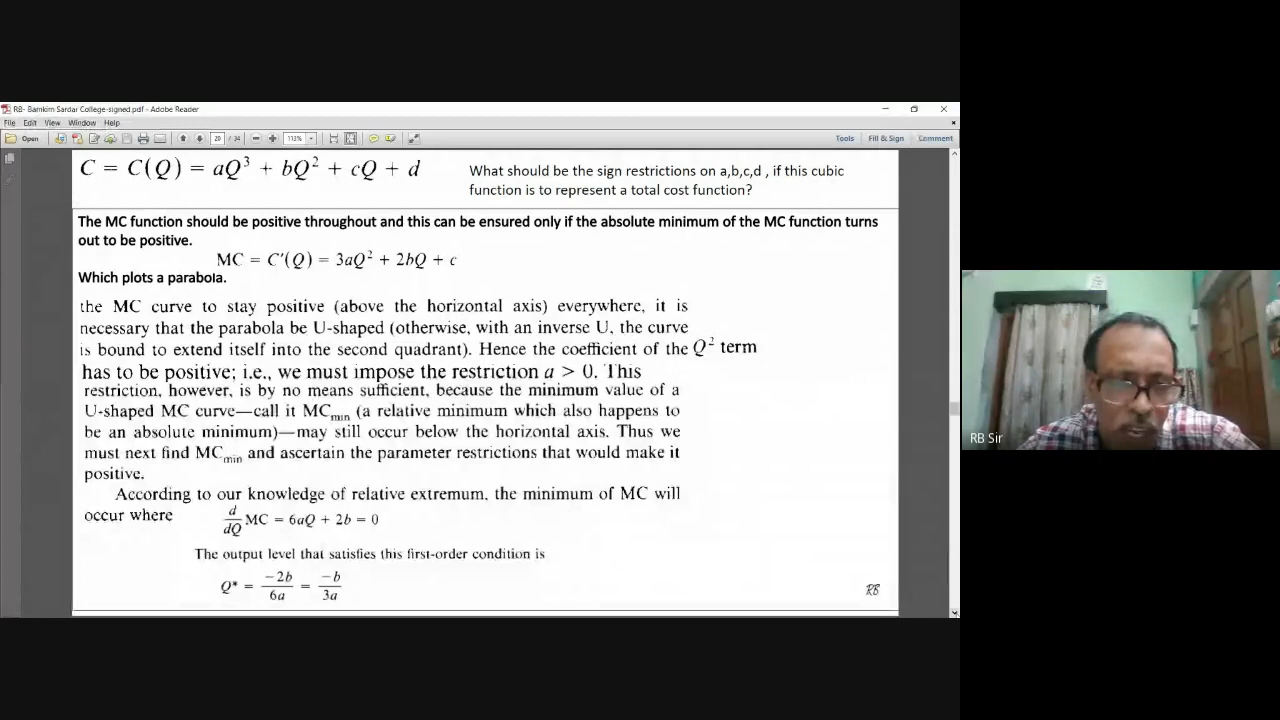 RB- Bamkim Sardar College-signed.pdf - Adobe Reader
File Edit View Window Help
Open 20 / 34 113% Tools Fill & Sign Comment
C = C(Q) = aQ³ + bQ² + cQ + d
What should be the sign restrictions on a,b,c,d , if this cubic
function is to represent a total cost function?
The MC function should be positive throughout and this can be ensured only if the absolute minimum of the MC function turns
out to be positive.
MC = C′(Q) = 3aQ² + 2bQ + c
Which plots a parabola.
the MC curve to stay positive (above the horizontal axis) everywhere, it is
necessary that the parabola be U-shaped (otherwise, with an inverse U, the curve
is bound to extend itself into the second quadrant). Hence the coefficient of the Q² term
has to be positive; i.e., we must impose the restriction a > 0. This
restriction, however, is by no means sufficient, because the minimum value of a
U-shaped MC curve—call it MCmin (a relative minimum which also happens to
be an absolute minimum)—may still occur below the horizontal axis. Thus we
must next find MCmin and ascertain the parameter restrictions that would make it
positive.
According to our knowledge of relative extremum, the minimum of MC will
occur where d/dQ MC = 6aQ + 2b = 0
The output level that satisfies this first-order condition is
Q* = −2b/6a = −b/3a
RB
RB Sir